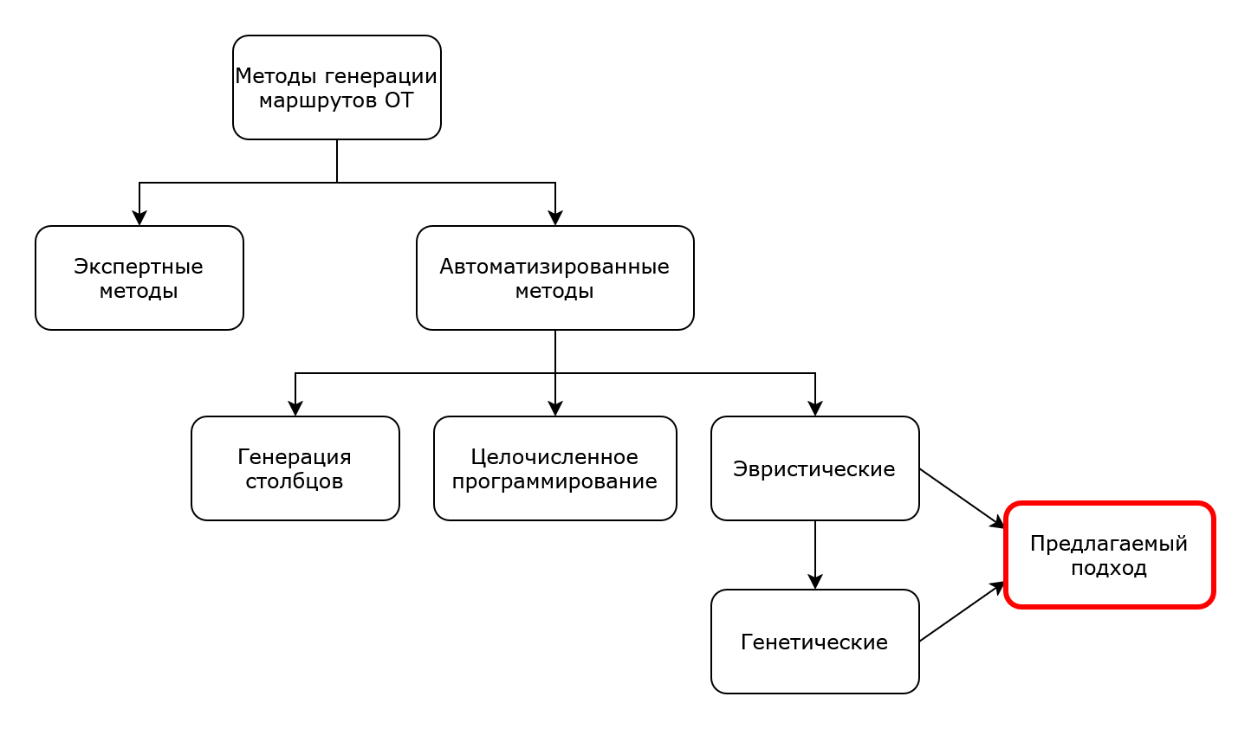 Методы генерации
маршрутов ОТ
Экспертные
методы
Автоматизированные
методы
Генерация
столбцов
Целочисленное
программирование
Эвристические
Предлагаемый
подход
Генетические